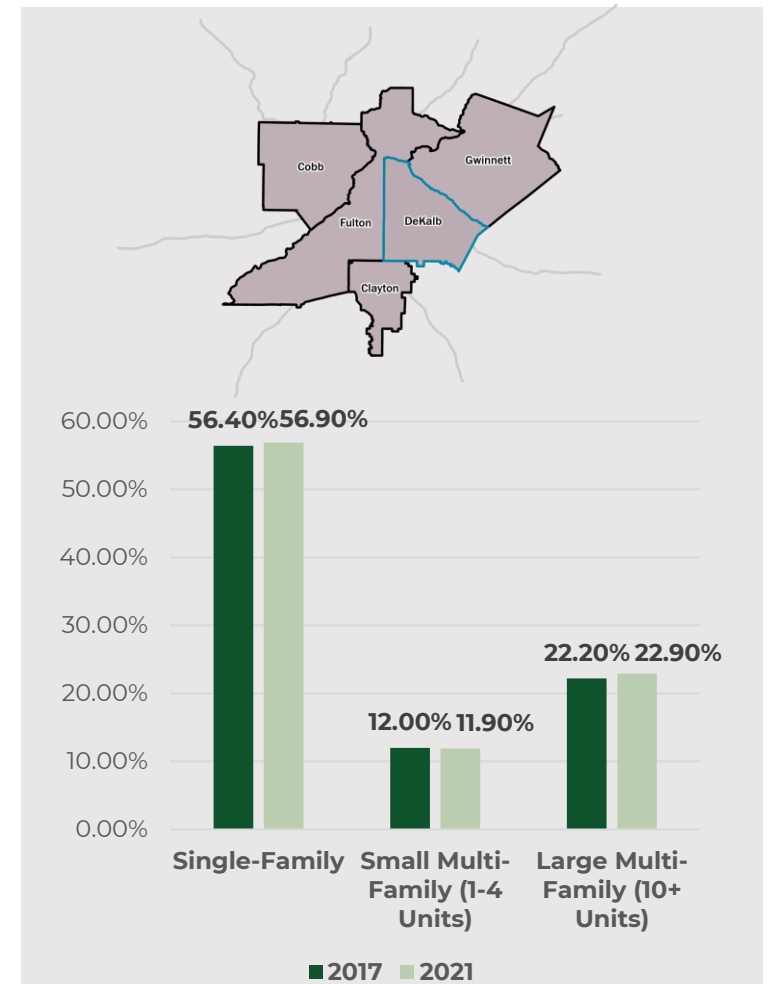 Cobb
Gwinnett
Fulton
DeKalb
Clayton
60.00%
56.40% 56.90%
50.00%
40.00%
30.00%
22.20% 22.90%
20.00%
12.00% 11.90%
10.00%
0.00%
Single-Family
Small Multi-
Family (1-4
Units)
Large Multi-
Family (10+
Units)
2017
2021